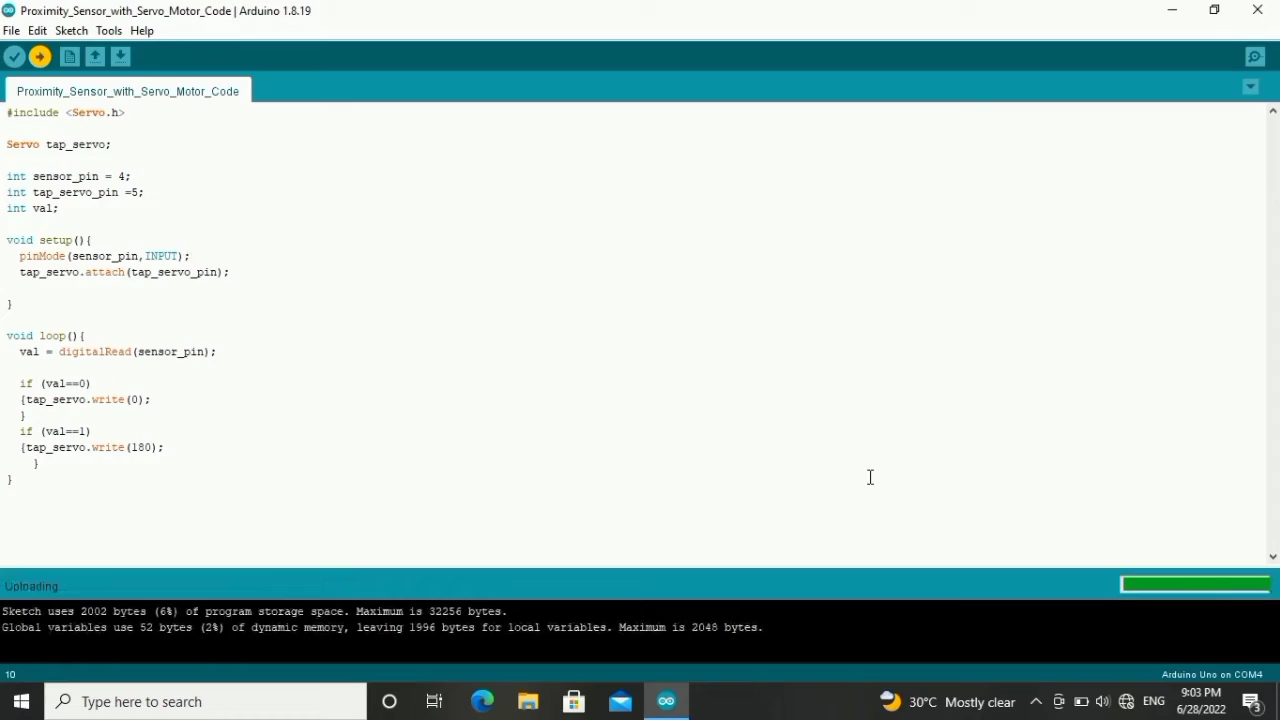 Proximity_Sensor_with_Servo_Motor_Code | Arduino 1.8.19
File Edit Sketch Tools Help
Proximity_Sensor_with_Servo_Motor_Code
#include <Servo.h>
Servo tap_servo;
int sensor_pin = 4;
int tap_servo_pin =5;
int val;
void setup(){
pinMode(sensor_pin,INPUT);
tap_servo.attach(tap_servo_pin);
}
void loop(){
val = digitalRead(sensor_pin);
if (val==0)
{tap_servo.write(0);
}
if (val==1)
{tap_servo.write(180);
}
}
Uploading...
Sketch uses 2002 bytes (6%) of program storage space. Maximum is 32256 bytes.
Global variables use 52 bytes (2%) of dynamic memory, leaving 1996 bytes for local variables. Maximum is 2048 bytes.
10
Arduino Uno on COM4
Type here to search
30°C Mostly clear
ENG
9:03 PM
6/28/2022
3